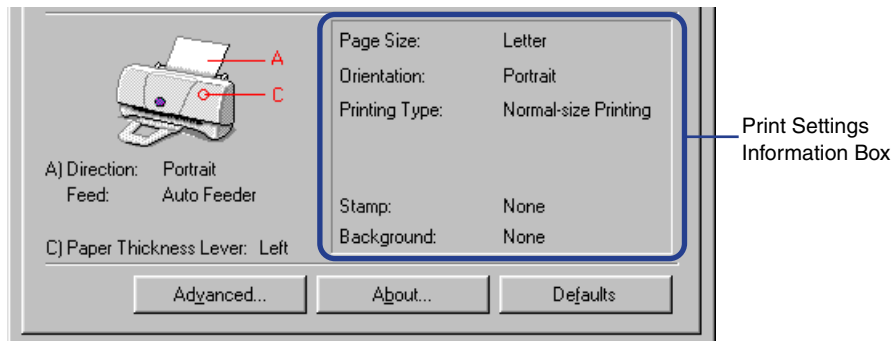 A
C
A) Direction: Portrait
Feed: Auto Feeder
C) Paper Thickness Lever: Left
Page Size: Letter
Orientation: Portrait
Printing Type: Normal-size Printing
Stamp: None
Background: None
Print Settings
Information Box
Advanced...
About...
Defaults